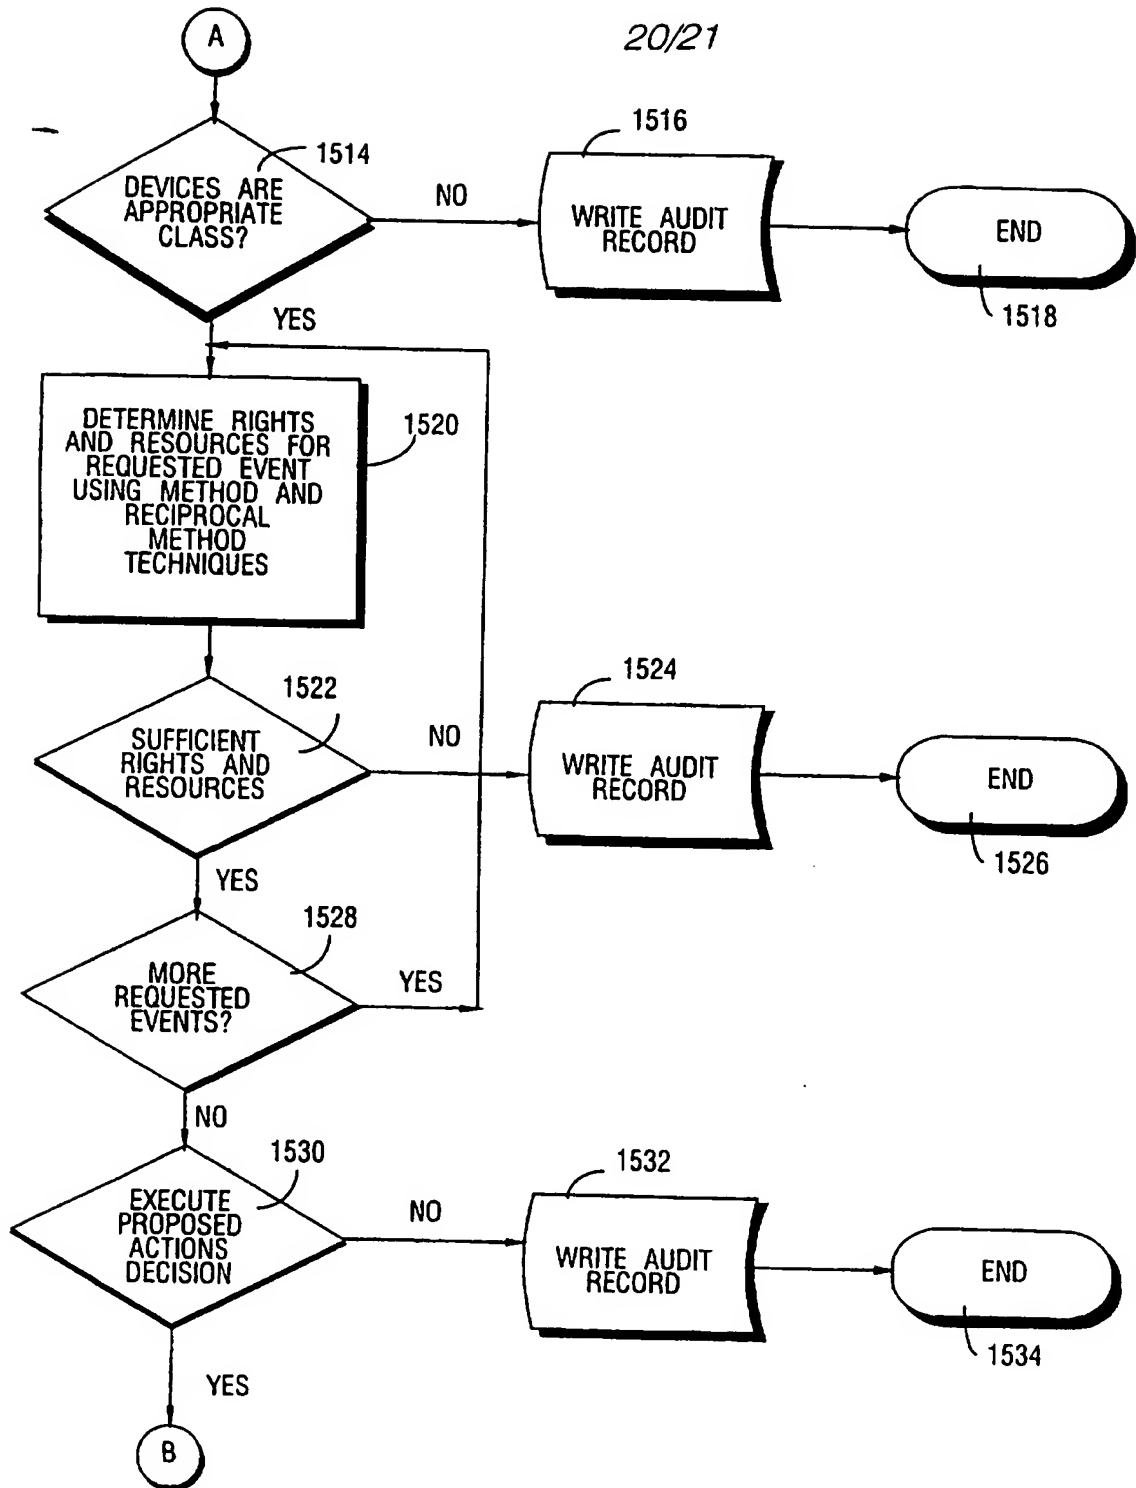 A
20/21
1514
DEVICES ARE
APPROPRIATE
CLASS?
NO
1516
WRITE AUDIT
RECORD
END
1518
YES
DETERMINE RIGHTS
AND RESOURCES FOR
REQUESTED EVENT
USING METHOD AND
RECIPROCAL
METHOD
TECHNIQUES
1520
1522
SUFFICIENT
RIGHTS AND
RESOURCES
NO
1524
WRITE AUDIT
RECORD
END
1526
YES
1528
MORE
REQUESTED
EVENTS?
YES
NO
1530
EXECUTE
PROPOSED
ACTIONS
DECISION
NO
1532
WRITE AUDIT
RECORD
END
1534
YES
B